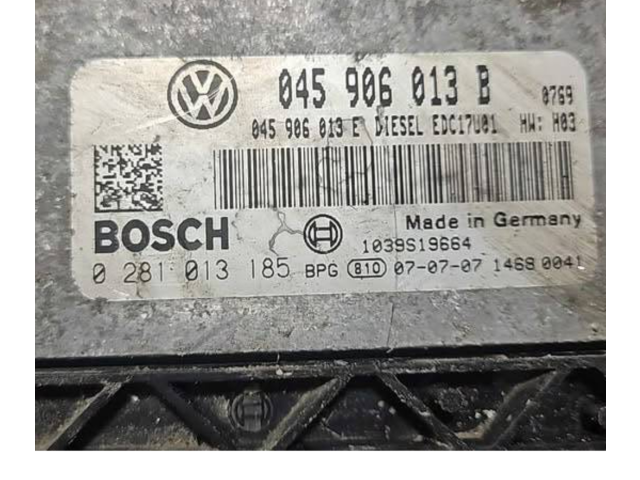 045 906 013 B 0769
045 906 013 E DIESEL EDC17U01 HW: H03
Made in Germany
BOSCH
1039S19664
0 281 013 185 BPG 810 07-07-07 1468 0041